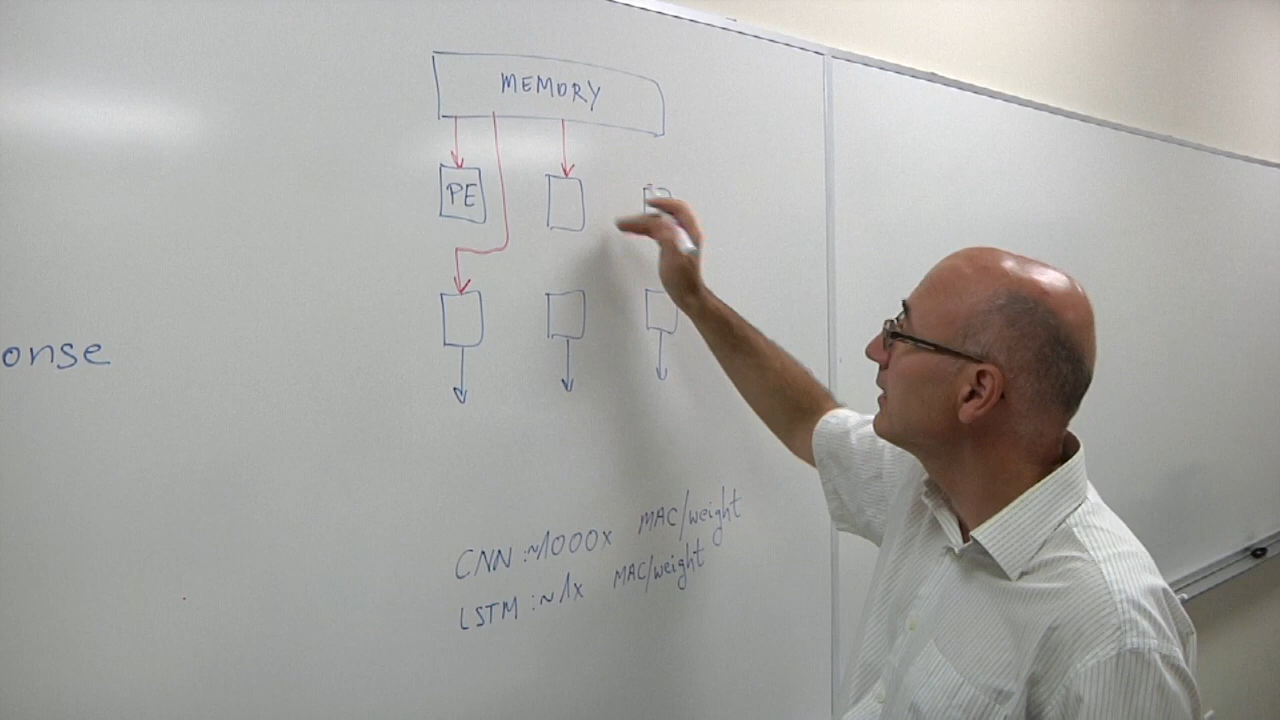 MEMORY
PE
onse
CNN :~1000x MAC/weight
LSTM :~1x MAC/weight